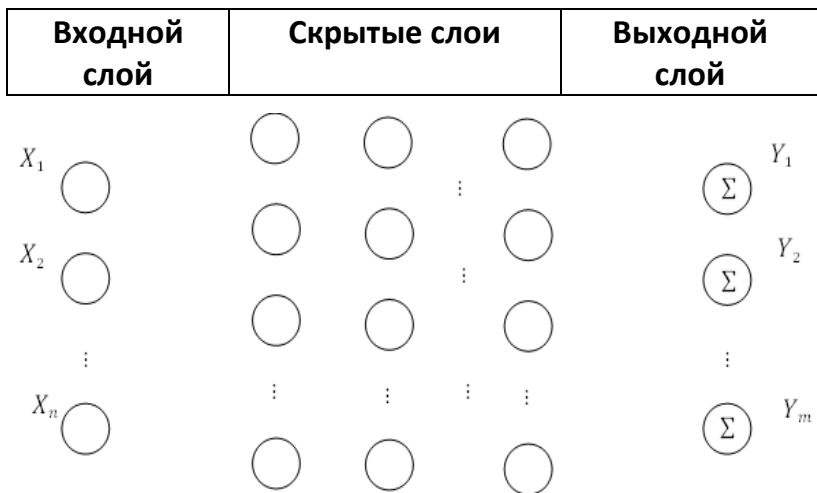 Входной слой
Скрытые слои
Выходной слой
X₁
Y₁
Σ
⋮
X₂
Y₂
Σ
⋮
⋮
⋮
⋮
⋮
⋮
⋮
Xₙ
Yₘ
Σ